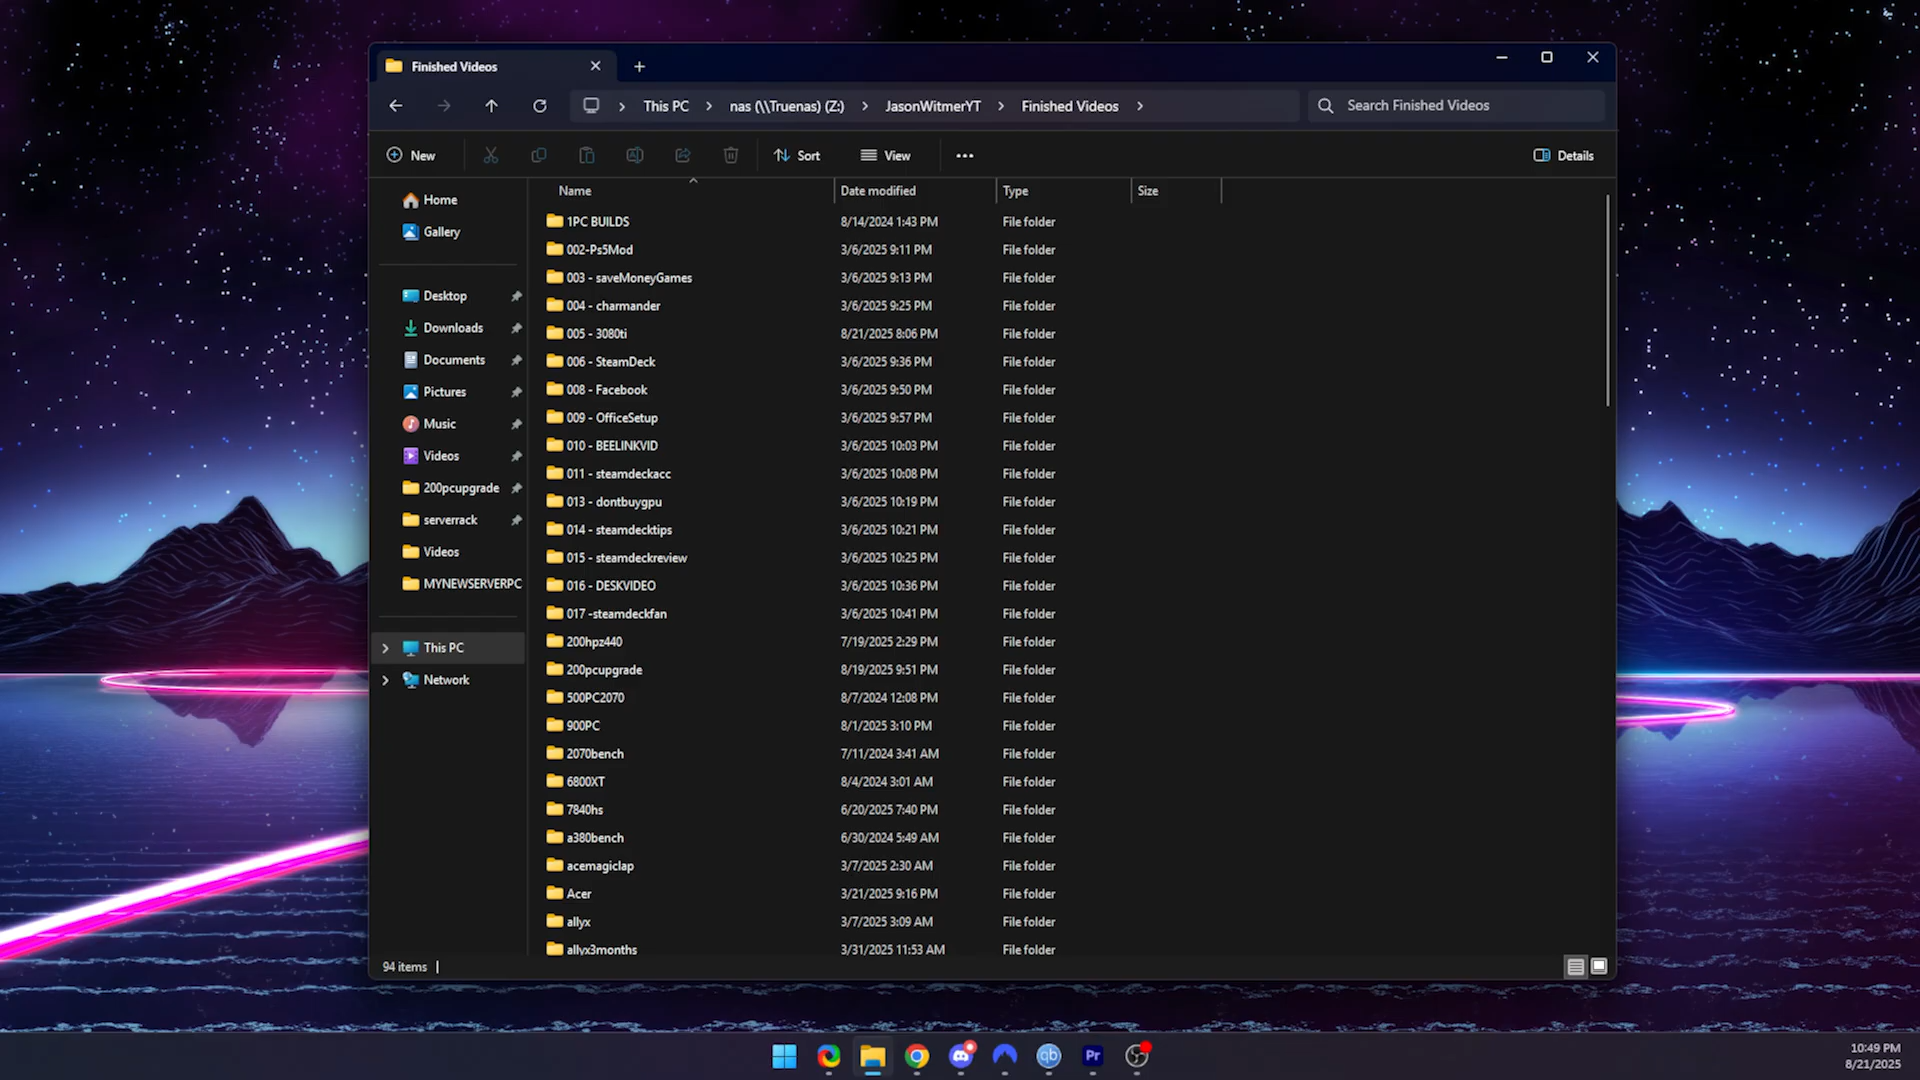 Finished Videos
This PC
nas (\\Truenas) (Z:)
JasonWitmerYT
Finished Videos
Search Finished Videos
New
Sort
View
Details
Name
Date modified
Type
Size
Home
Gallery
Desktop
Downloads
Documents
Pictures
Music
Videos
200pcupgrade
serverrack
Videos
MYNEWSERVERPC
This PC
Network
1PC BUILDS 8/14/2024 1:43 PM File folder
002-Ps5Mod 3/6/2025 9:11 PM File folder
003 - saveMoneyGames 3/6/2025 9:13 PM File folder
004 - charmander 3/6/2025 9:25 PM File folder
005 - 3080ti 8/21/2025 8:06 PM File folder
006 - SteamDeck 3/6/2025 9:36 PM File folder
008 - Facebook 3/6/2025 9:50 PM File folder
009 - OfficeSetup 3/6/2025 9:57 PM File folder
010 - BEELINKVID 3/6/2025 10:03 PM File folder
011 - steamdeckacc 3/6/2025 10:08 PM File folder
013 - dontbuygpu 3/6/2025 10:19 PM File folder
014 - steamdecktips 3/6/2025 10:21 PM File folder
015 - steamdeckreview 3/6/2025 10:25 PM File folder
016 - DESKVIDEO 3/6/2025 10:36 PM File folder
017 -steamdeckfan 3/6/2025 10:41 PM File folder
200hpz440 7/19/2025 2:29 PM File folder
200pcupgrade 8/19/2025 9:51 PM File folder
500PC2070 8/7/2024 12:08 PM File folder
900PC 8/1/2025 3:10 PM File folder
2070bench 7/11/2024 3:41 AM File folder
6800XT 8/4/2024 3:01 AM File folder
7840hs 6/20/2025 7:40 PM File folder
a380bench 6/30/2024 5:49 AM File folder
acemagiclap 3/7/2025 2:30 AM File folder
Acer 3/21/2025 9:16 PM File folder
allyx 3/7/2025 3:09 AM File folder
allyx3months 3/31/2025 11:53 AM File folder
94 items
qb
Pr
10:49 PM
8/21/2025